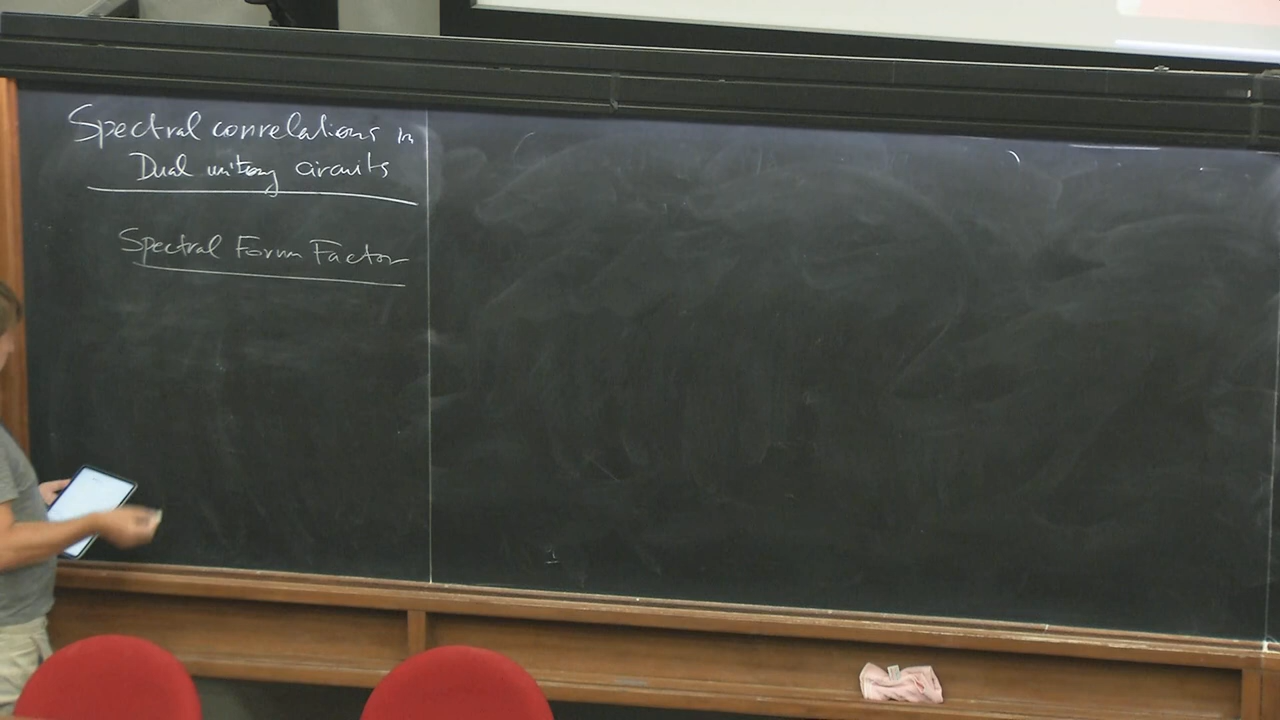 Spectral correlations in
Dual unitary circuits
Spectral Form Factor